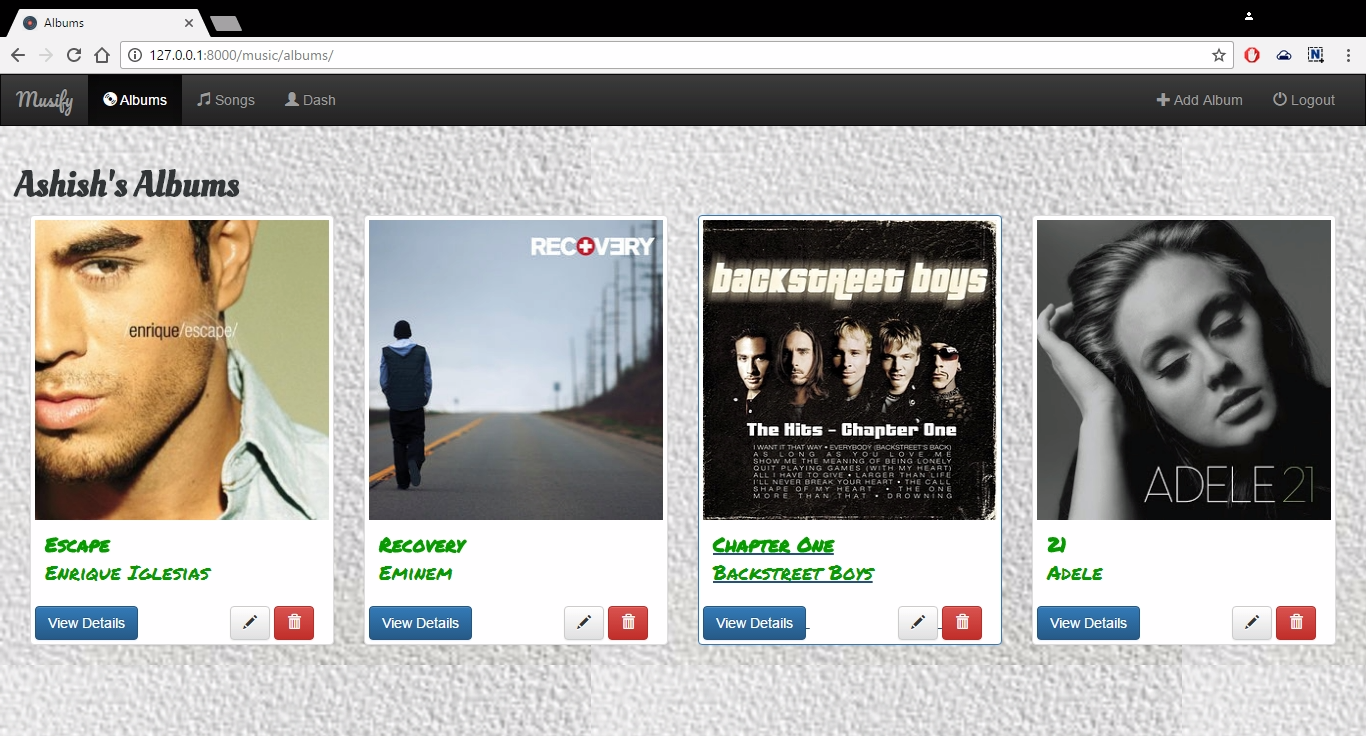 Albums
127.0.0.1:8000/music/albums/
Musify Albums Songs Dash Add Album Logout
Ashish's Albums
enrique/escape/
RECOVERY
backstreet boys
The Hits - Chapter One
I WANT IT THAT WAY • EVERYBODY (BACKSTREET'S BACK)
AS LONG AS YOU LOVE ME
SHOW ME THE MEANING OF BEING LONELY
QUIT PLAYING GAMES (WITH MY HEART)
ALL I HAVE TO GIVE • LARGER THAN LIFE
I'LL NEVER BREAK YOUR HEART • THE CALL
SHAPE OF MY HEART • THE ONE
MORE THAN THAT • DROWNING
ADELE 21
Escape
Enrique Iglesias
View Details
Recovery
Eminem
View Details
Chapter One
Backstreet Boys
View Details
21
Adele
View Details